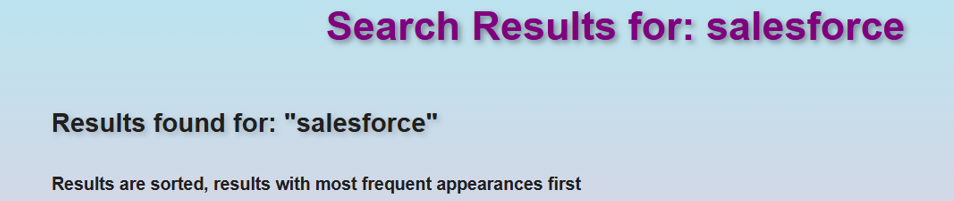 Search Results for: salesforce
Results found for: "salesforce"
Results are sorted, results with most frequent appearances first